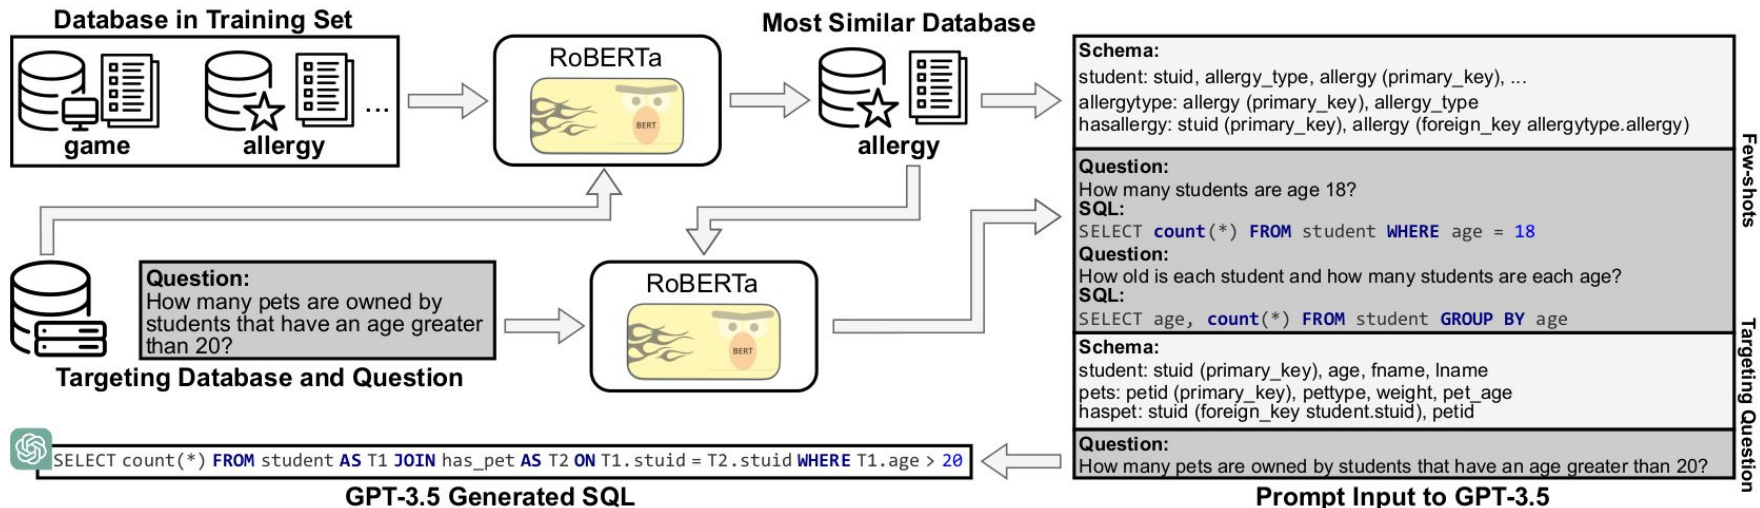 Database in Training Set
game
allergy
...
RoBERTa
BERT
Most Similar Database
allergy
Targeting Database and Question
Question:
How many pets are owned by
students that have an age greater
than 20?
RoBERTa
BERT
Schema:
student: stuid, allergy_type, allergy (primary_key), ...
allergytype: allergy (primary_key), allergy_type
hasallergy: stuid (primary_key), allergy (foreign_key allergytype.allergy)
Question:
How many students are age 18?
SQL:
SELECT count(*) FROM student WHERE age = 18
Question:
How old is each student and how many students are each age?
SQL:
SELECT age, count(*) FROM student GROUP BY age
Few-shots
Schema:
student: stuid (primary_key), age, fname, lname
pets: petid (primary_key), pettype, weight, pet_age
haspet: stuid (foreign_key student.stuid), petid
Question:
How many pets are owned by students that have an age greater than 20?
Targeting Question
Prompt Input to GPT-3.5
SELECT count(*) FROM student AS T1 JOIN has_pet AS T2 ON T1.stuid = T2.stuid WHERE T1.age > 20
GPT-3.5 Generated SQL